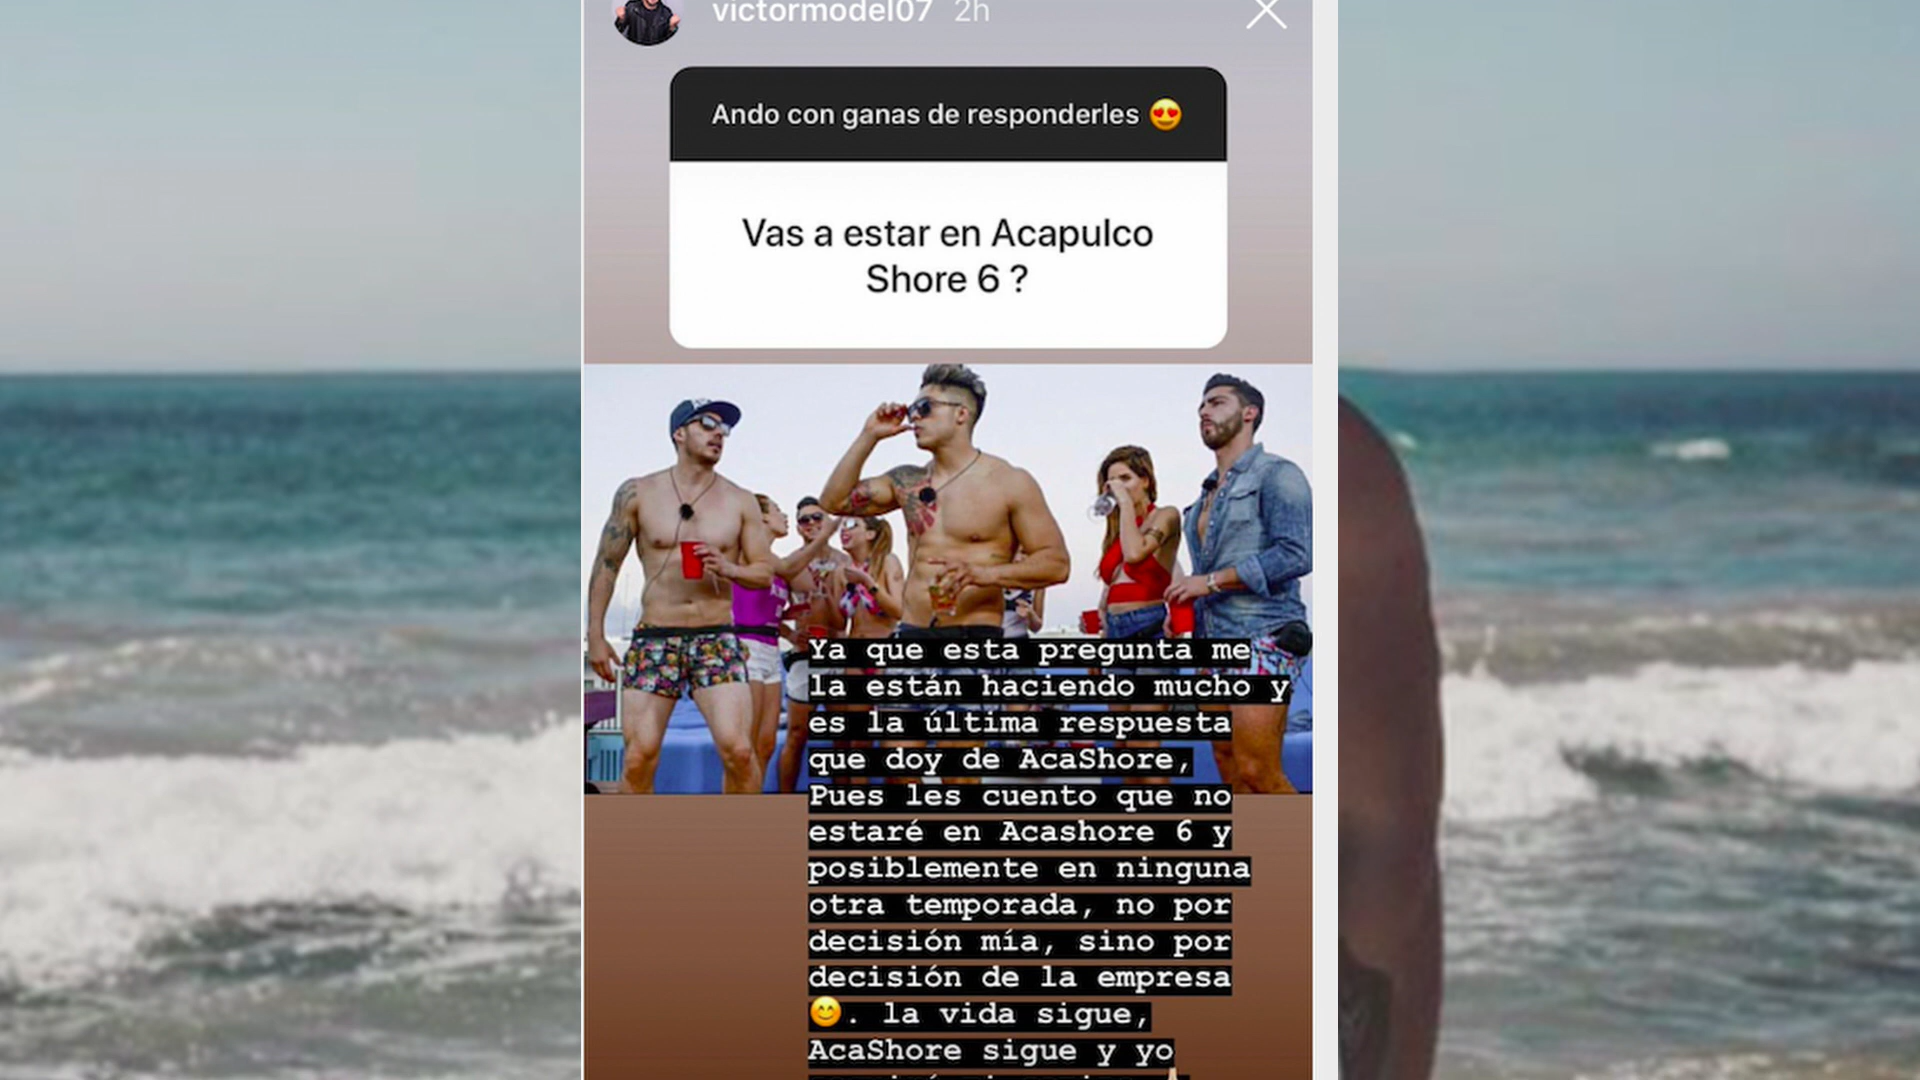 victormodel07 2h
Ando con ganas de responderles 😍
Vas a estar en Acapulco
Shore 6 ?
Ya que esta pregunta me
la están haciendo mucho y
es la última respuesta
que doy de AcaShore,
Pues les cuento que no
estaré en Acashore 6 y
posiblemente en ninguna
otra temporada, no por
decisión mía, sino por
decisión de la empresa
😊. la vida sigue,
AcaShore sigue y yo